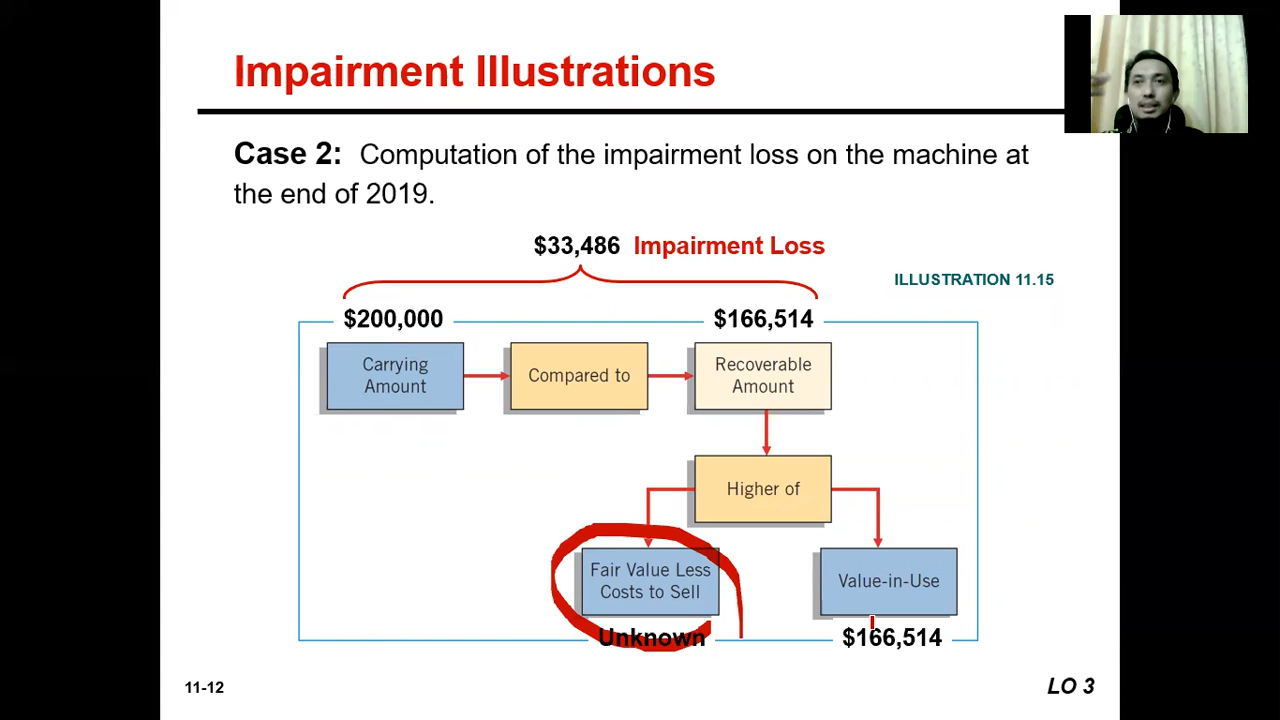 Impairment Illustrations
Case 2: Computation of the impairment loss on the machine at
the end of 2019.
$33,486 Impairment Loss
ILLUSTRATION 11.15
$200,000
$166,514
Carrying
Amount
Compared to
Recoverable
Amount
Higher of
Fair Value Less
Costs to Sell
Value-in-Use
Unknown
$166,514
11-12
LO 3